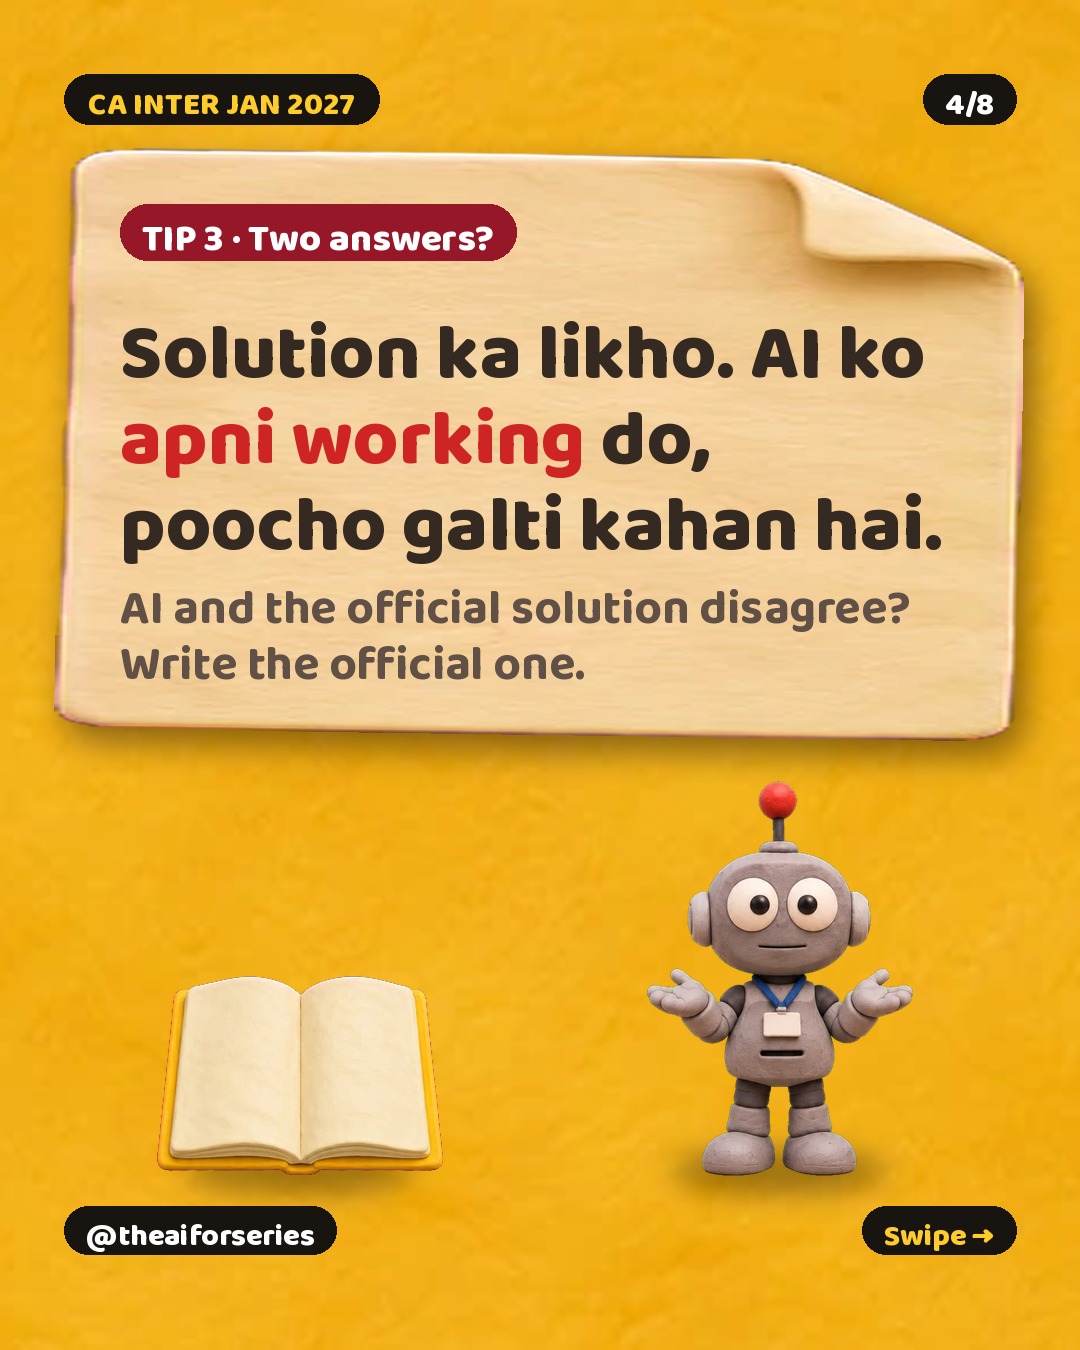 CA INTER JAN 2027
4/8
TIP 3 · Two answers?
Solution ka likho. AI ko
apni working do,
poocho galti kahan hai.
AI and the official solution disagree?
Write the official one.
@theaiforseries
Swipe →